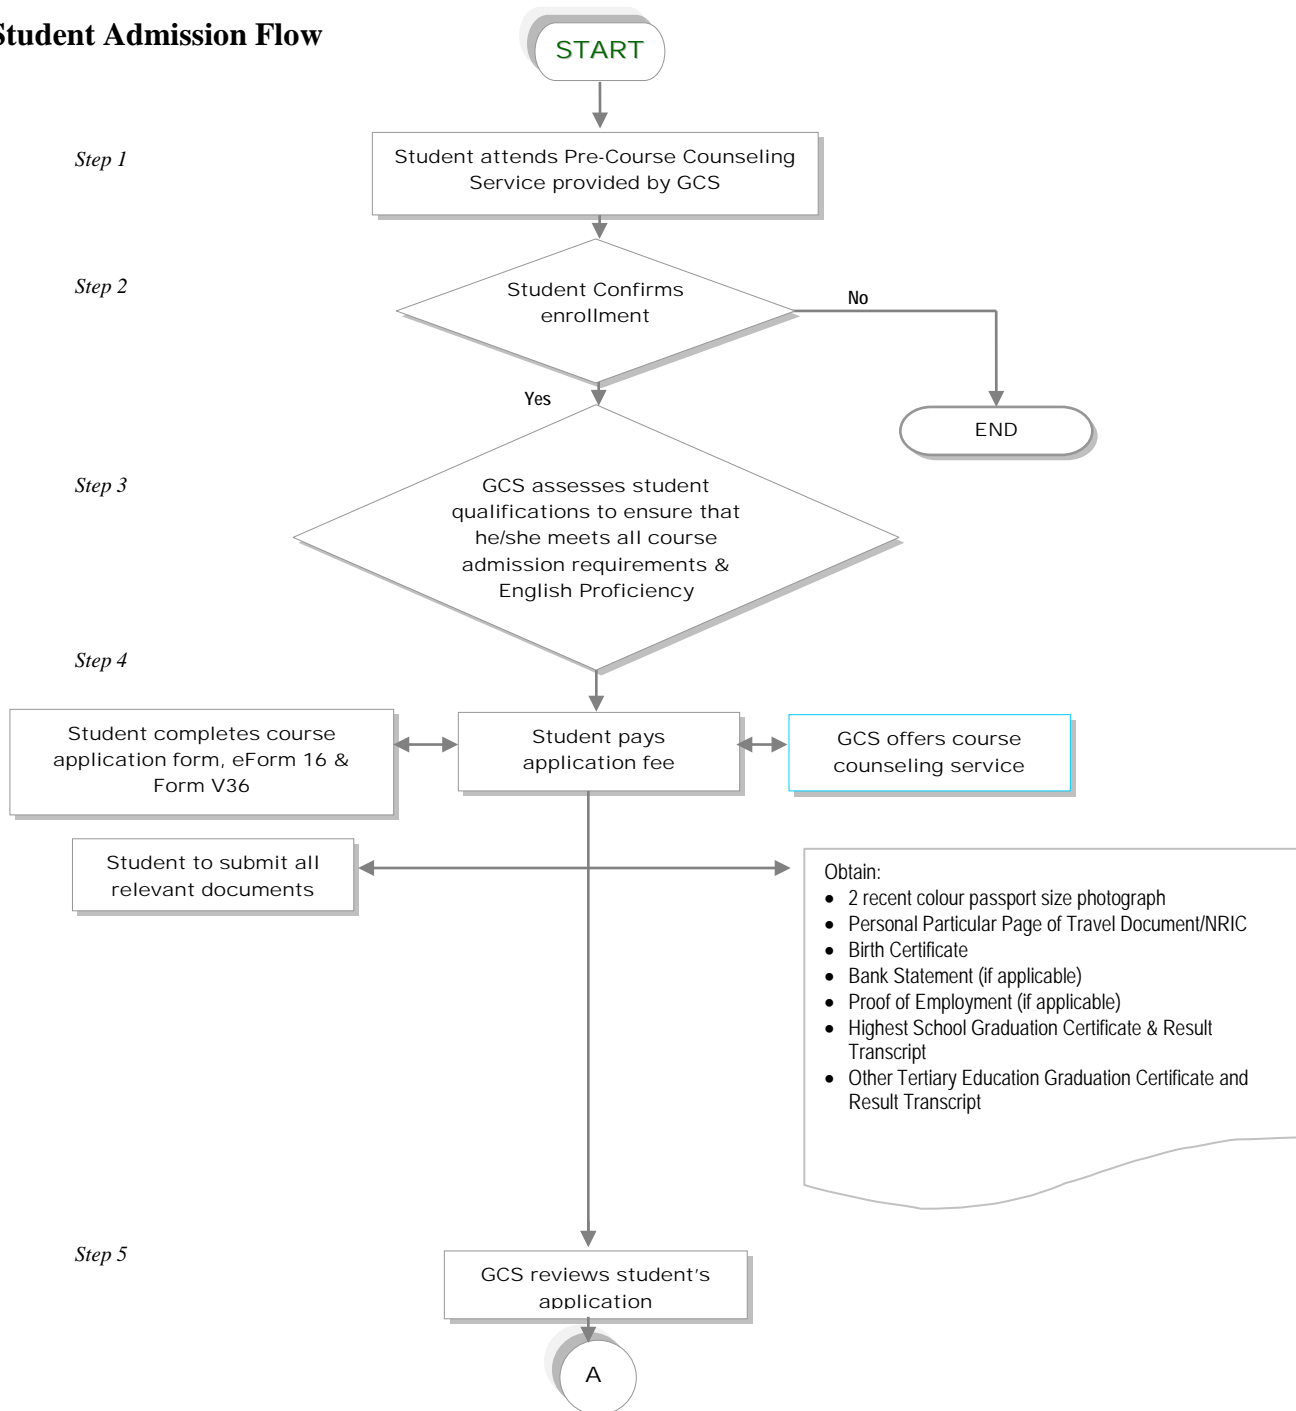 Student Admission Flow
START
Step 1
Student attends Pre-Course Counseling
Service provided by GCS
Step 2
Student Confirms
enrollment
No
Yes
END
Step 3
GCS assesses student
qualifications to ensure that
he/she meets all course
admission requirements &
English Proficiency
Step 4
Student completes course
application form, eForm 16 &
Form V36
Student pays
application fee
GCS offers course
counseling service
Student to submit all
relevant documents
Obtain:
• 2 recent colour passport size photograph
• Personal Particular Page of Travel Document/NRIC
• Birth Certificate
• Bank Statement (if applicable)
• Proof of Employment (if applicable)
• Highest School Graduation Certificate & Result
Transcript
• Other Tertiary Education Graduation Certificate and
Result Transcript
Step 5
GCS reviews student's
application
A